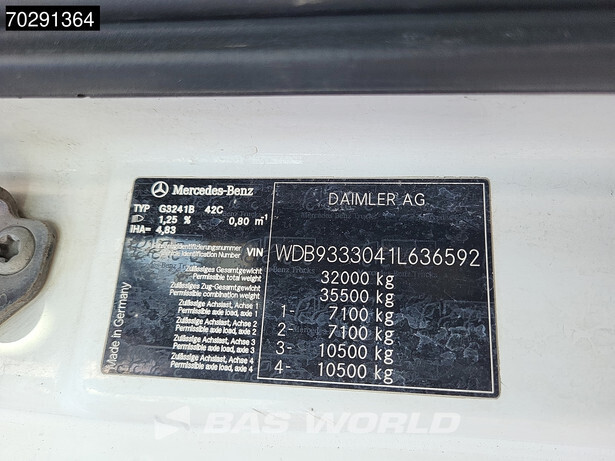 70291364
Mercedes-Benz
TYP G3241B 42C
1,25 % 0,80 m⁻¹
IHA= 4,83
Vehicle Identification Number VIN
DAIMLER AG
WDB9333041L636592
Zulässiges Gesamtgewicht
Permissible total weight
32000 kg
Zulässiges Zug-Gesamtgewicht
Permissible combination weight
35500 kg
Zulässige Achslast, Achse 1
Permissible axle load, axle 1
1- 7100 kg
Zulässige Achslast, Achse 2
Permissible axle load, axle 2
2- 7100 kg
Zulässige Achslast, Achse 3
Permissible axle load, axle 3
3- 10500 kg
Zulässige Achslast, Achse 4
Permissible axle load, axle 4
4- 10500 kg
Made in Germany
BAS WORLD